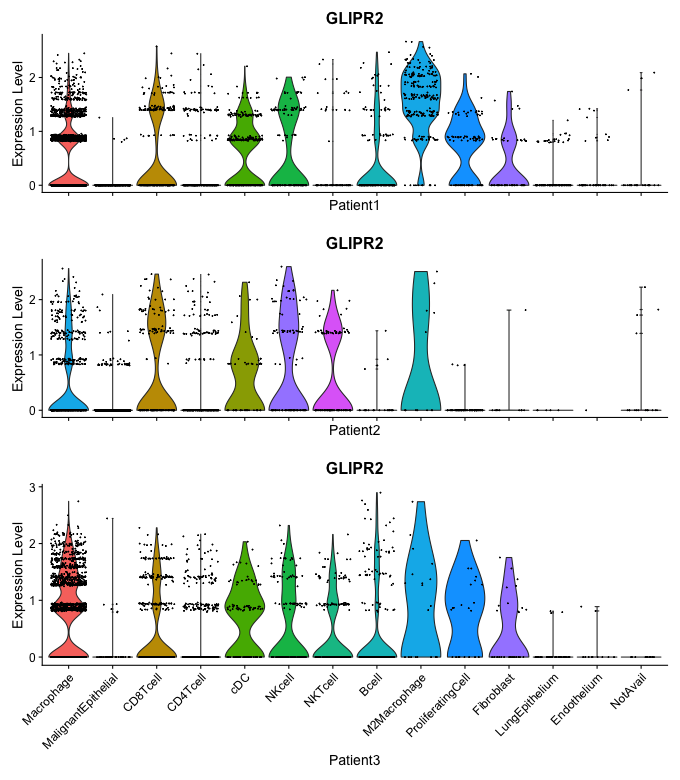 GLIPR2
Expression Level
2
1
0
Patient1
GLIPR2
Expression Level
2
1
0
Patient2
GLIPR2
Expression Level
3
2
1
0
Macrophage
MalignantEpithelial
CD8Tcell
CD4Tcell
cDC
NKcell
NKTcell
Bcell
M2Macrophage
ProliferatingCell
Fibroblast
LungEpithelium
Endothelium
NotAvail
Patient3